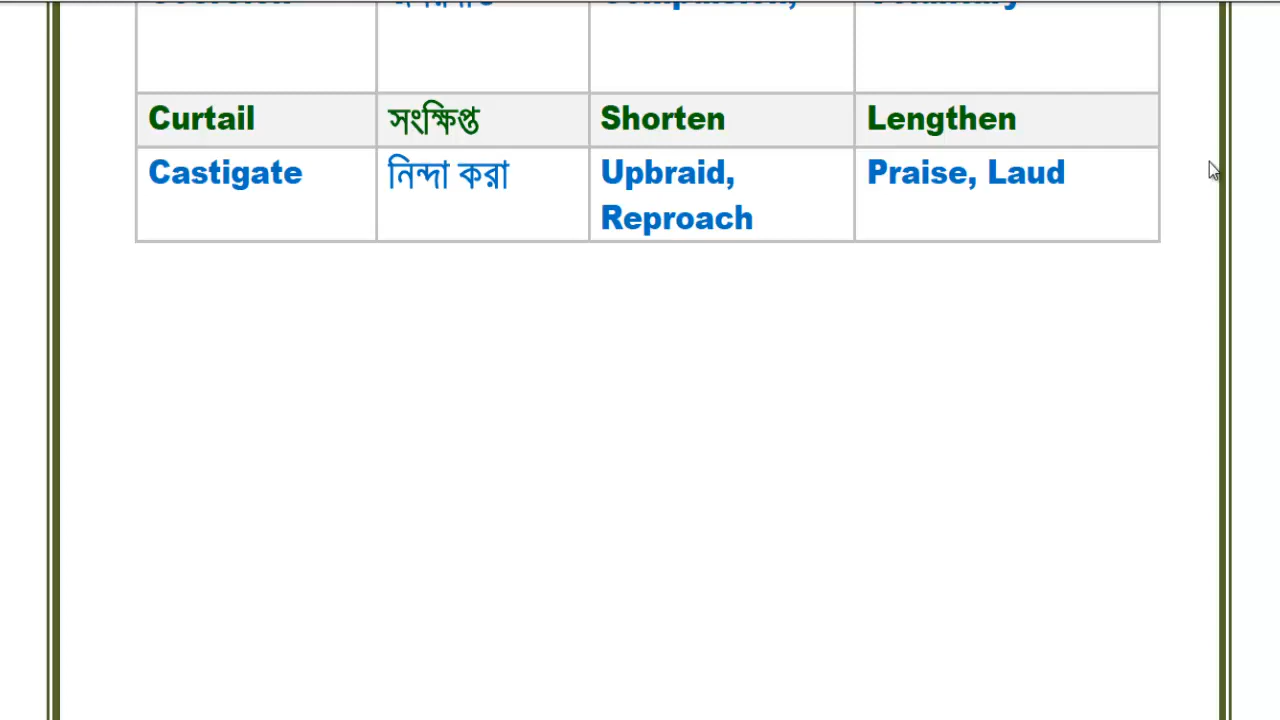 Curtail সংক্ষিপ্ত Shorten Lengthen
Castigate নিন্দা করা Upbraid, Praise, Laud
Reproach